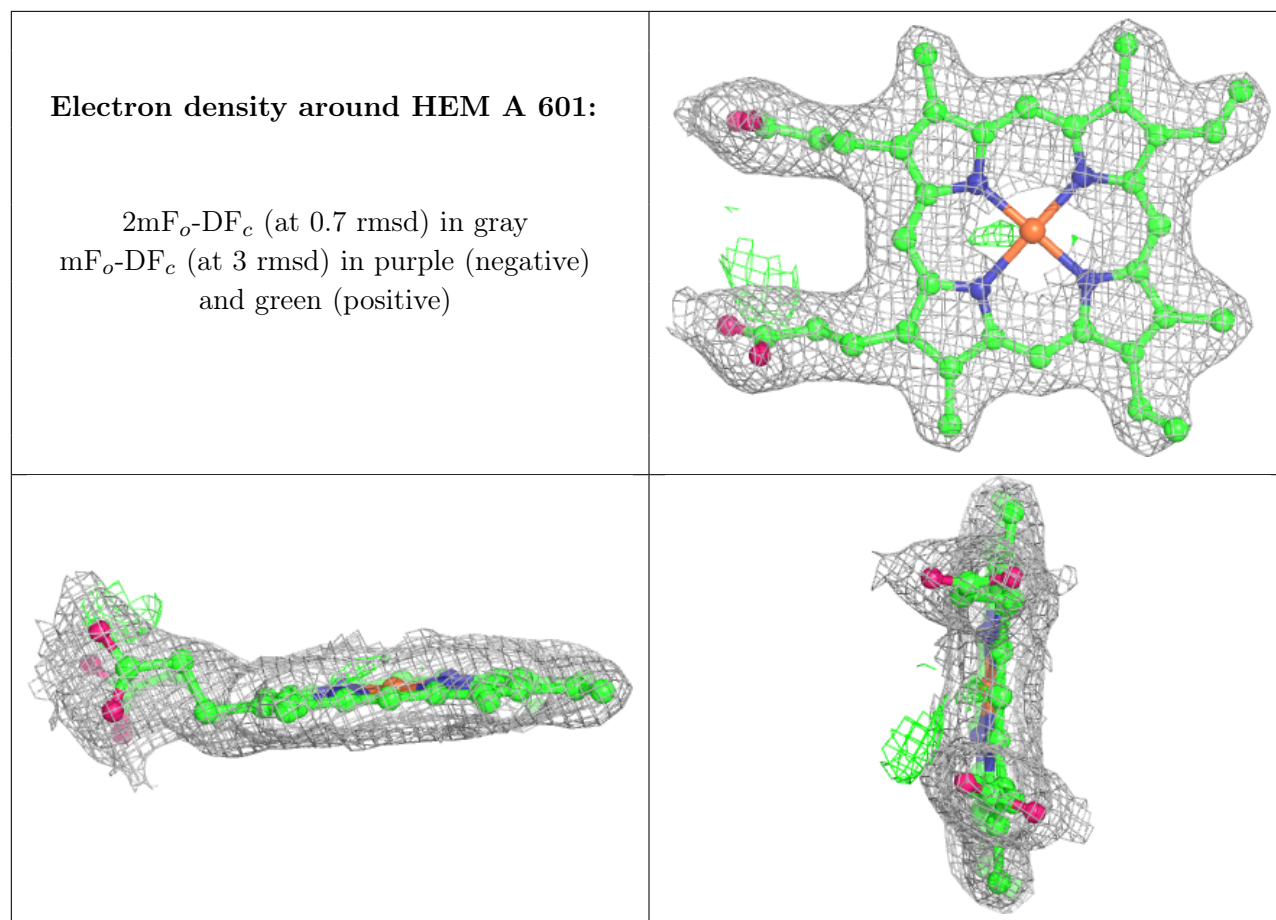 Electron density around HEM A 601:
2mFₒ-DF𝒸 (at 0.7 rmsd) in gray
mFₒ-DF𝒸 (at 3 rmsd) in purple (negative)
and green (positive)